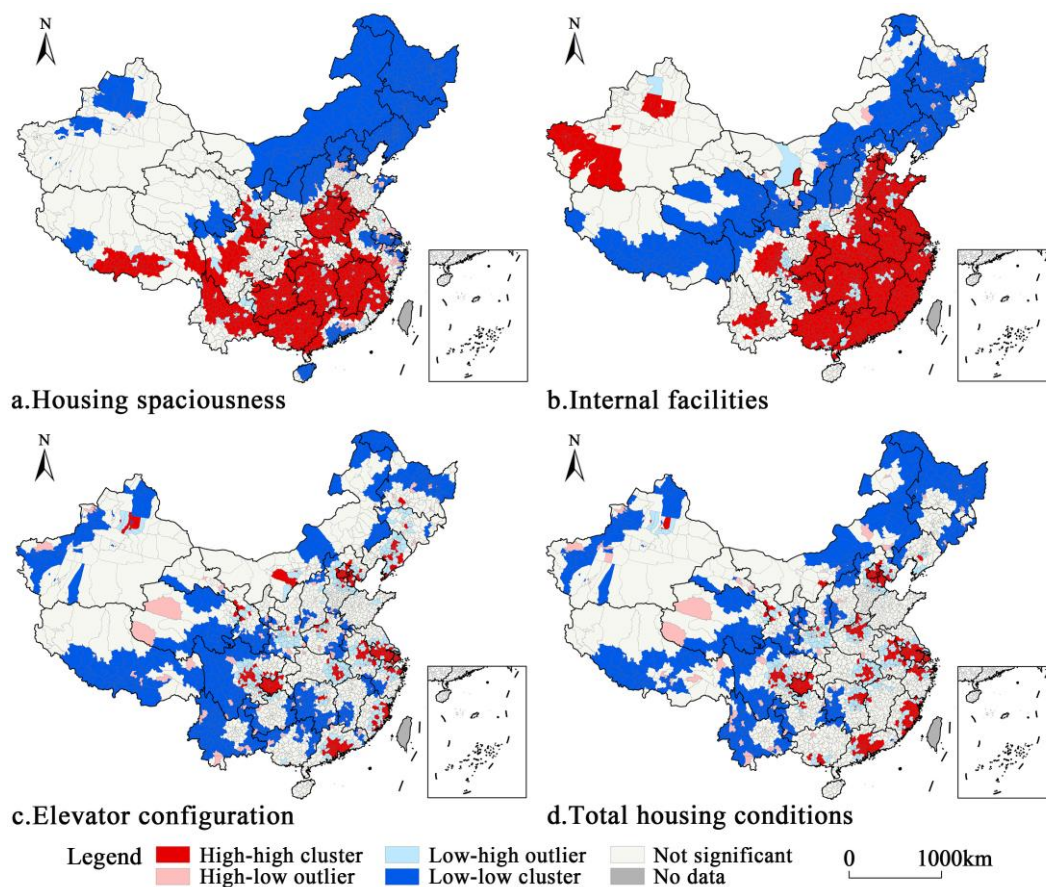 N
N
a.Housing spaciousness
b.Internal facilities
N
N
c.Elevator configuration
d.Total housing conditions
Legend
High-high cluster
Low-high outlier
Not significant
High-low outlier
Low-low cluster
No data
0 1000km